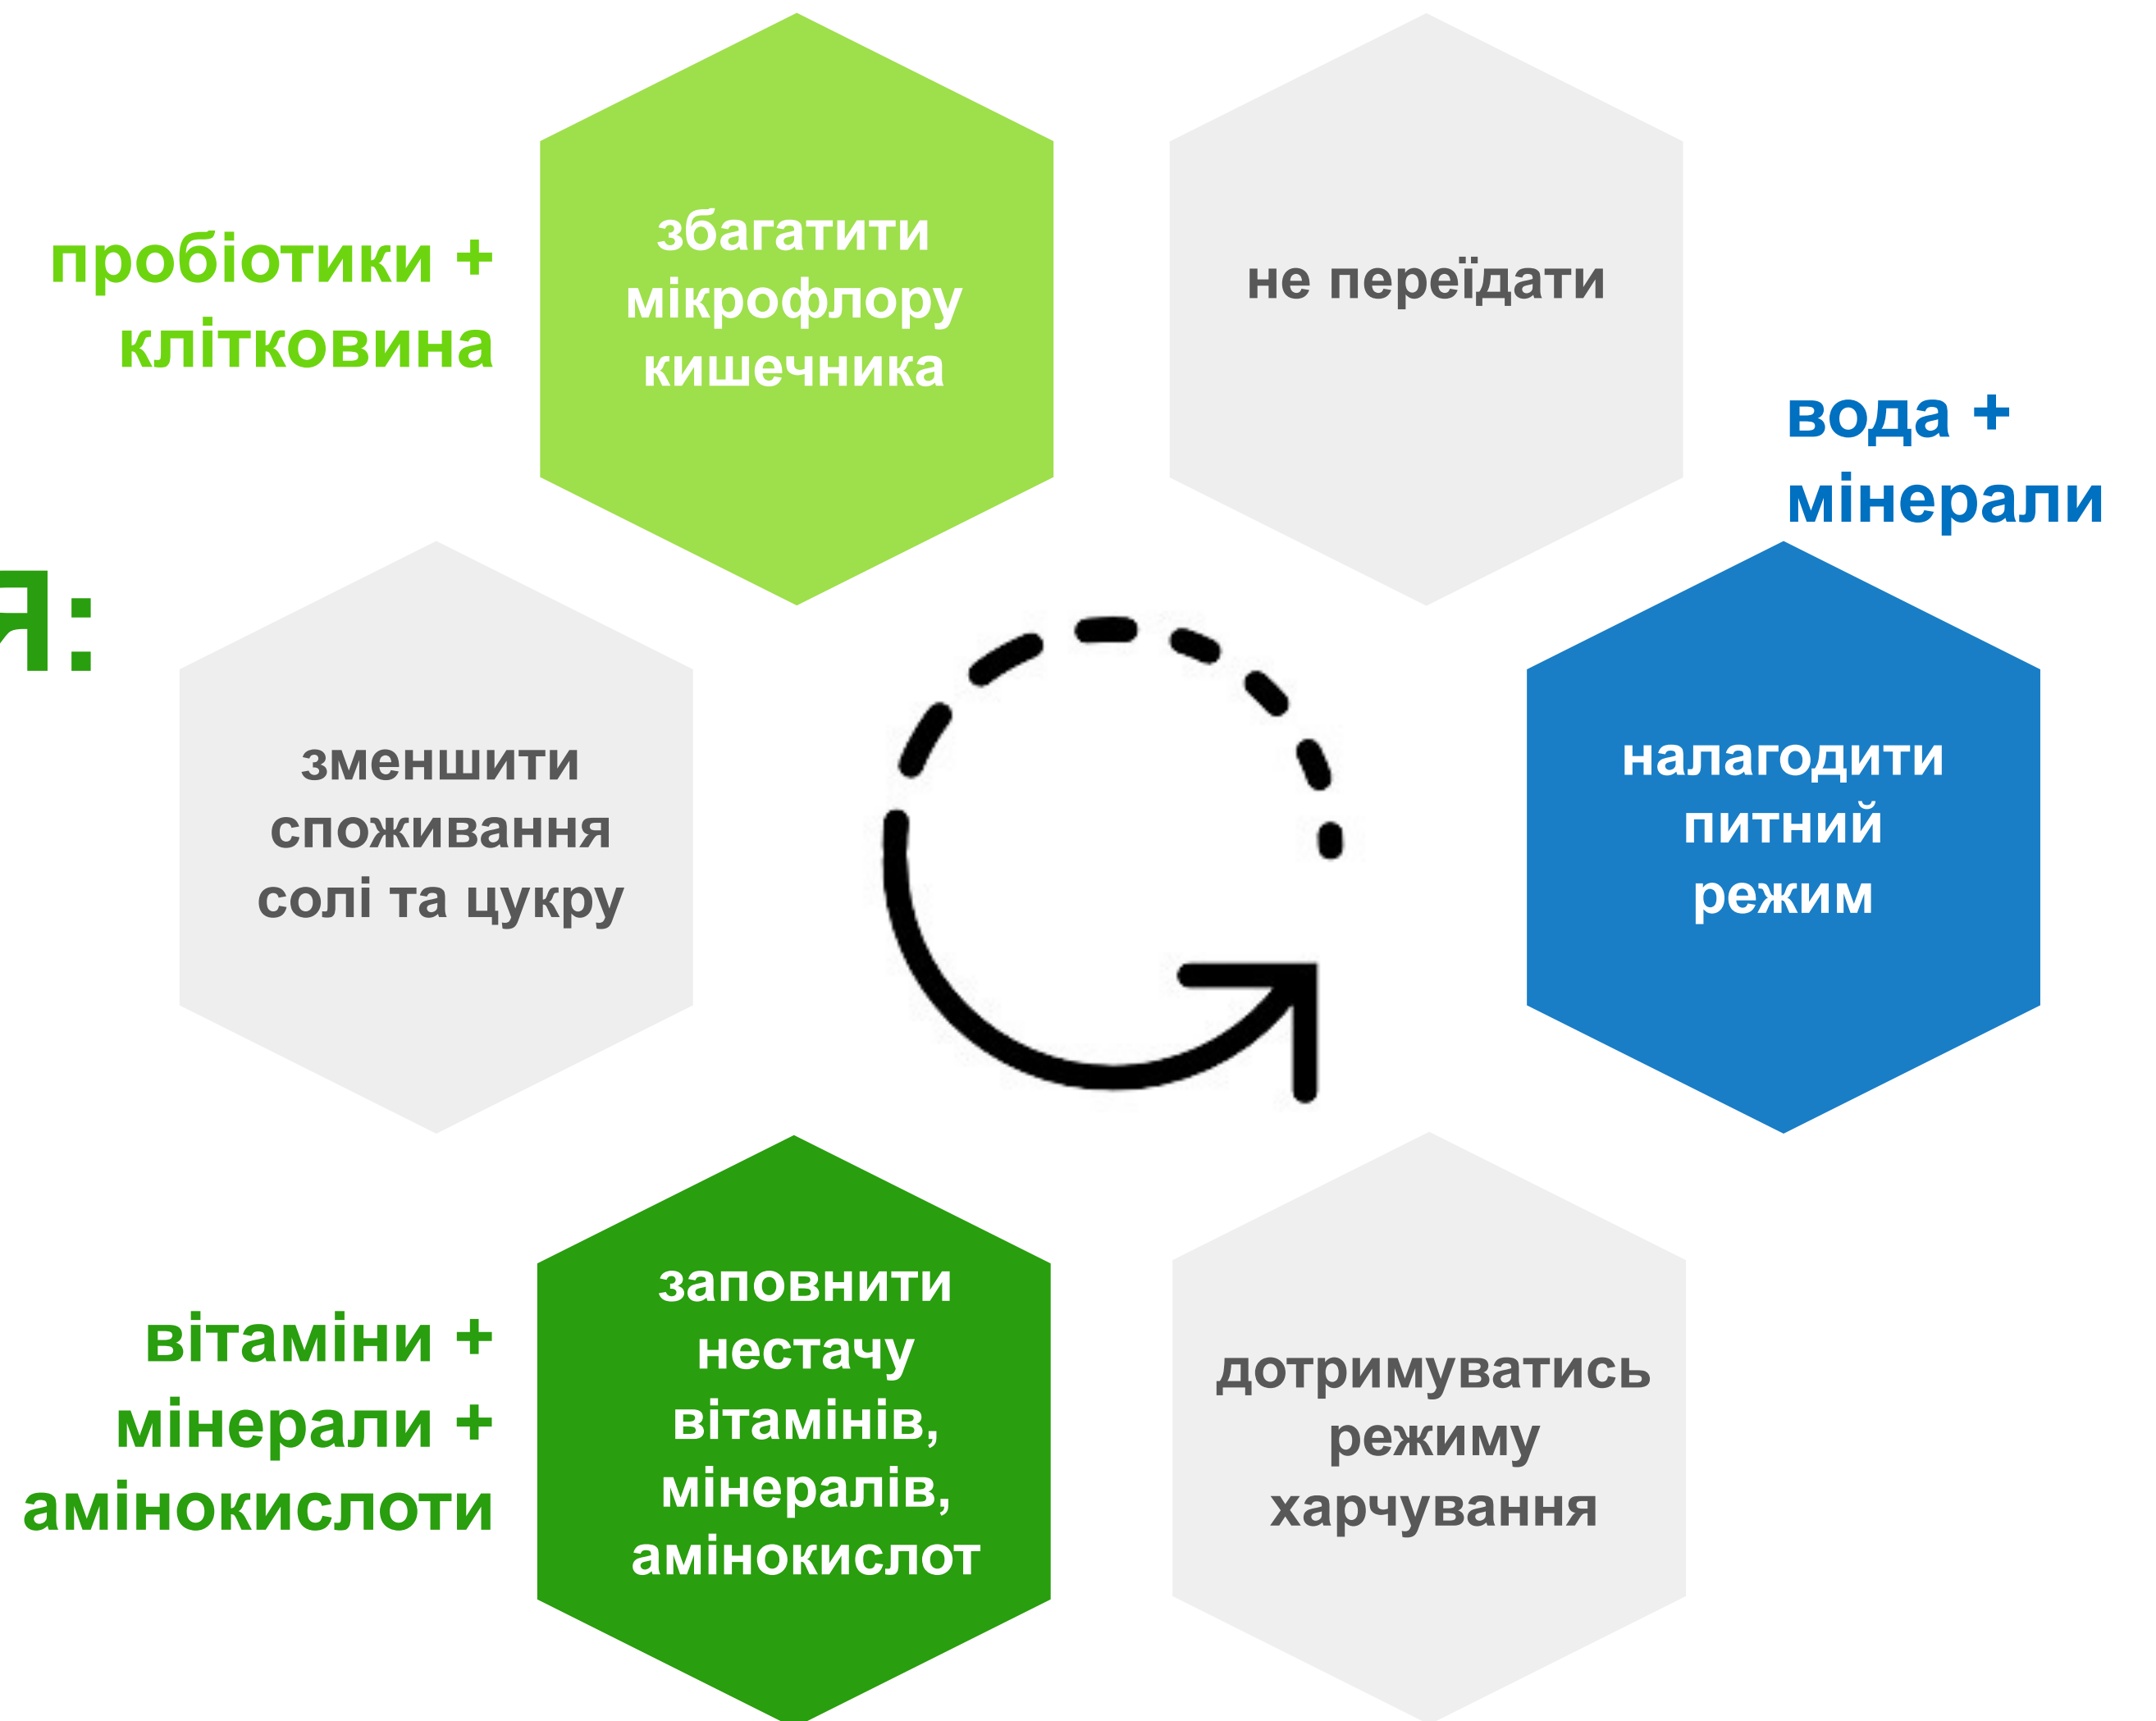 пробіотики +
клітковина
збагатити
мікрофлору
кишечника
не переїдати
вода +
мінерали
Я:
зменшити
споживання
солі та цукру
налагодити
питний
режим
вітаміни +
мінерали +
амінокислоти
заповнити
нестачу
вітамінів,
мінералів,
амінокислот
дотримуватись
режиму
харчування